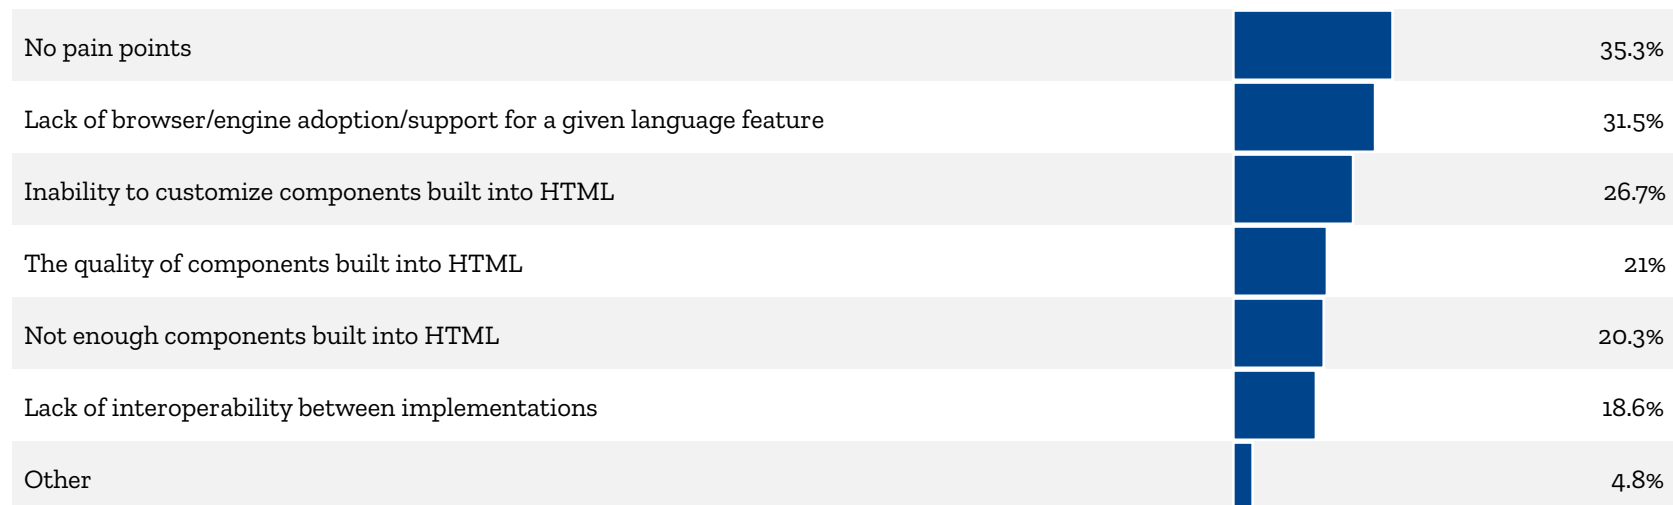 No pain points 35.3%
Lack of browser/engine adoption/support for a given language feature 31.5%
Inability to customize components built into HTML 26.7%
The quality of components built into HTML 21%
Not enough components built into HTML 20.3%
Lack of interoperability between implementations 18.6%
Other 4.8%